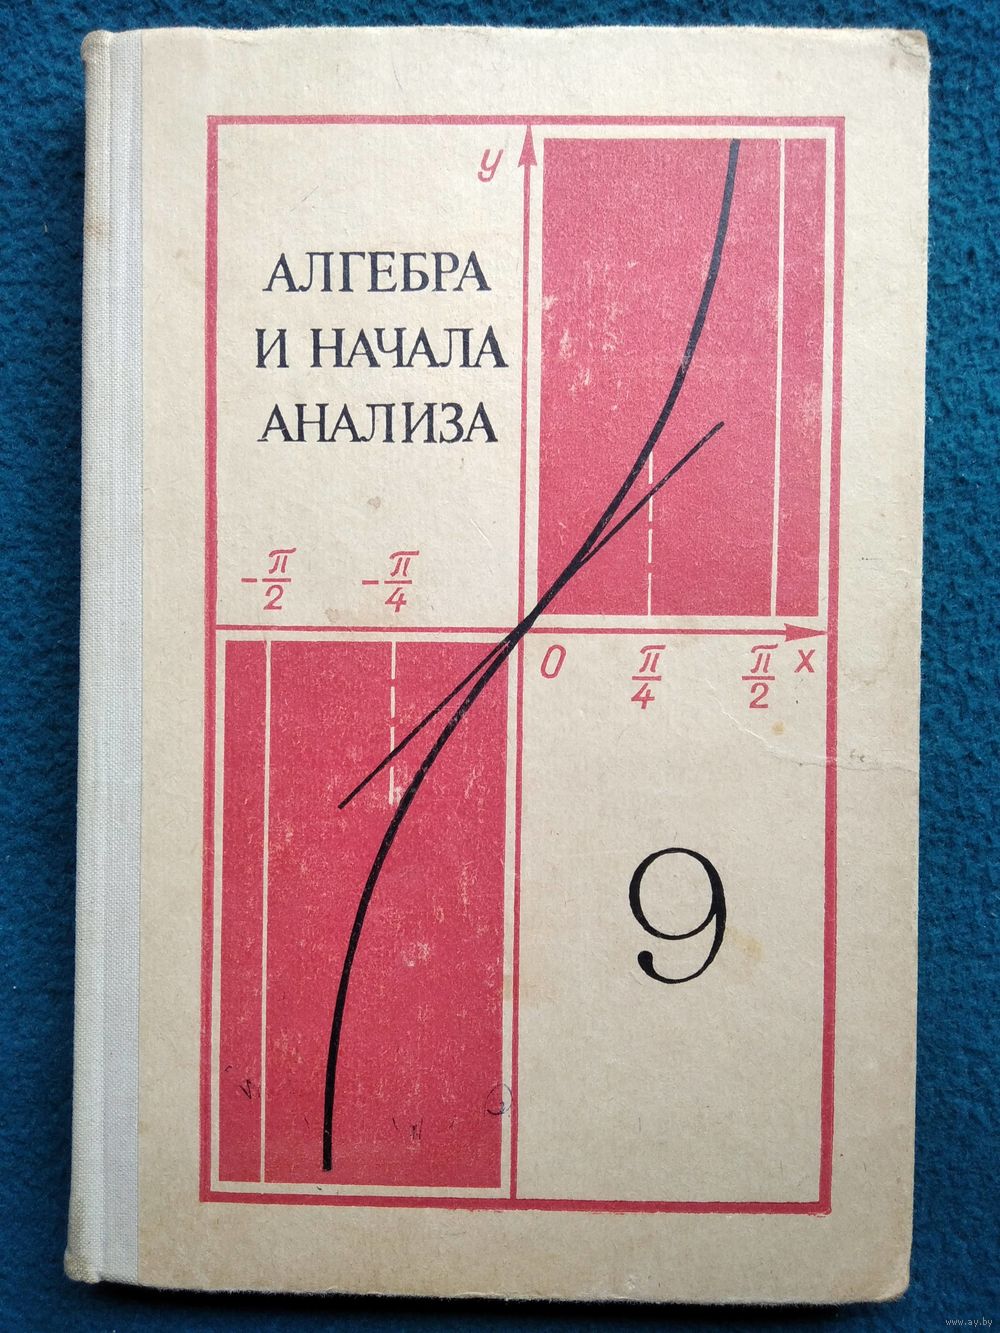 y
АЛГЕБРА
И НАЧАЛА
АНАЛИЗА
-π/2 -π/4
0 π/4 π/2 x
9
www.ay.by